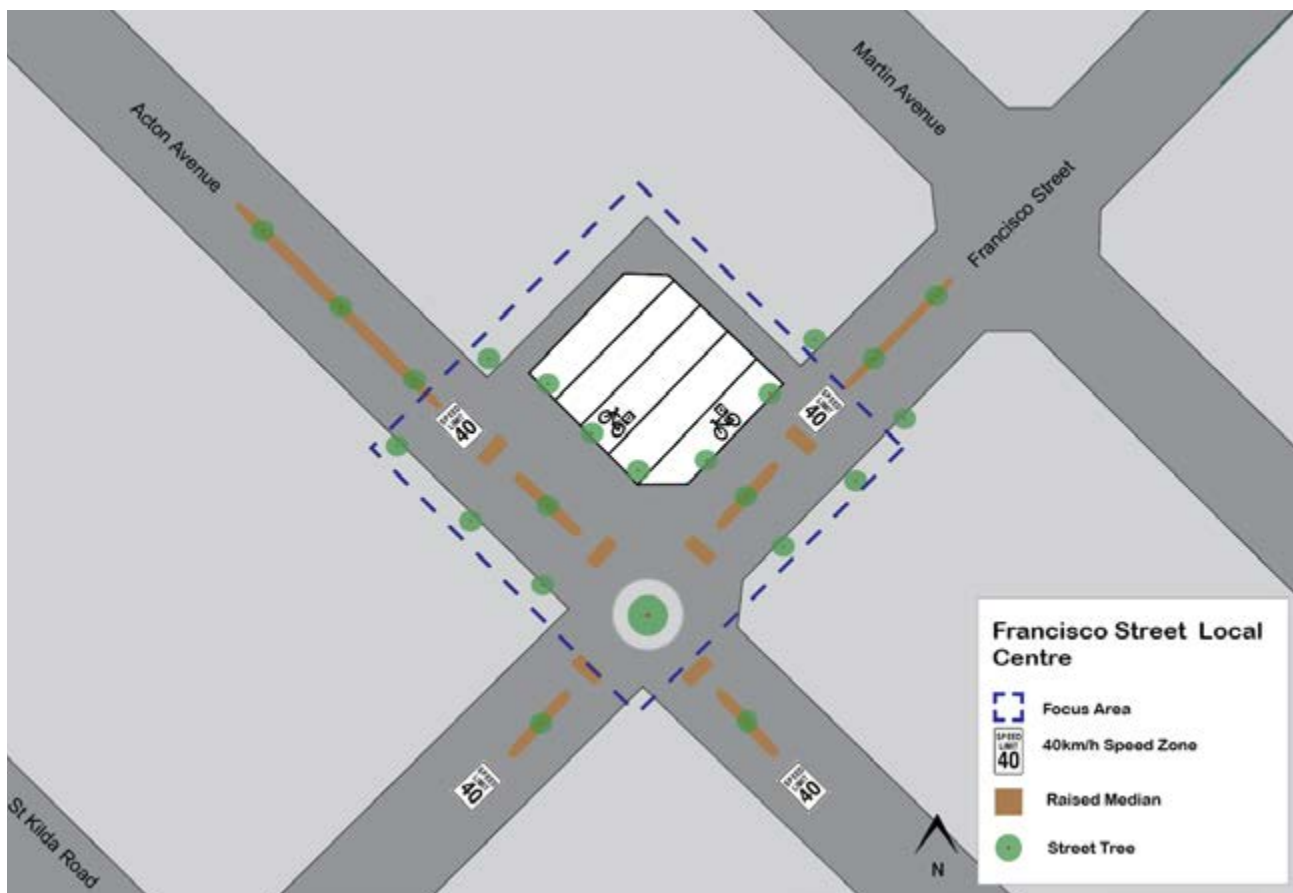 Martin Avenue
Acton Avenue
Francisco Street
SPEED
LIMIT
40
SPEED
LIMIT
40
SPEED
LIMIT
40
SPEED
LIMIT
40
St Kilda Road
N
Francisco Street Local
Centre
Focus Area
SPEED
LIMIT
40
40km/h Speed Zone
Raised Median
Street Tree